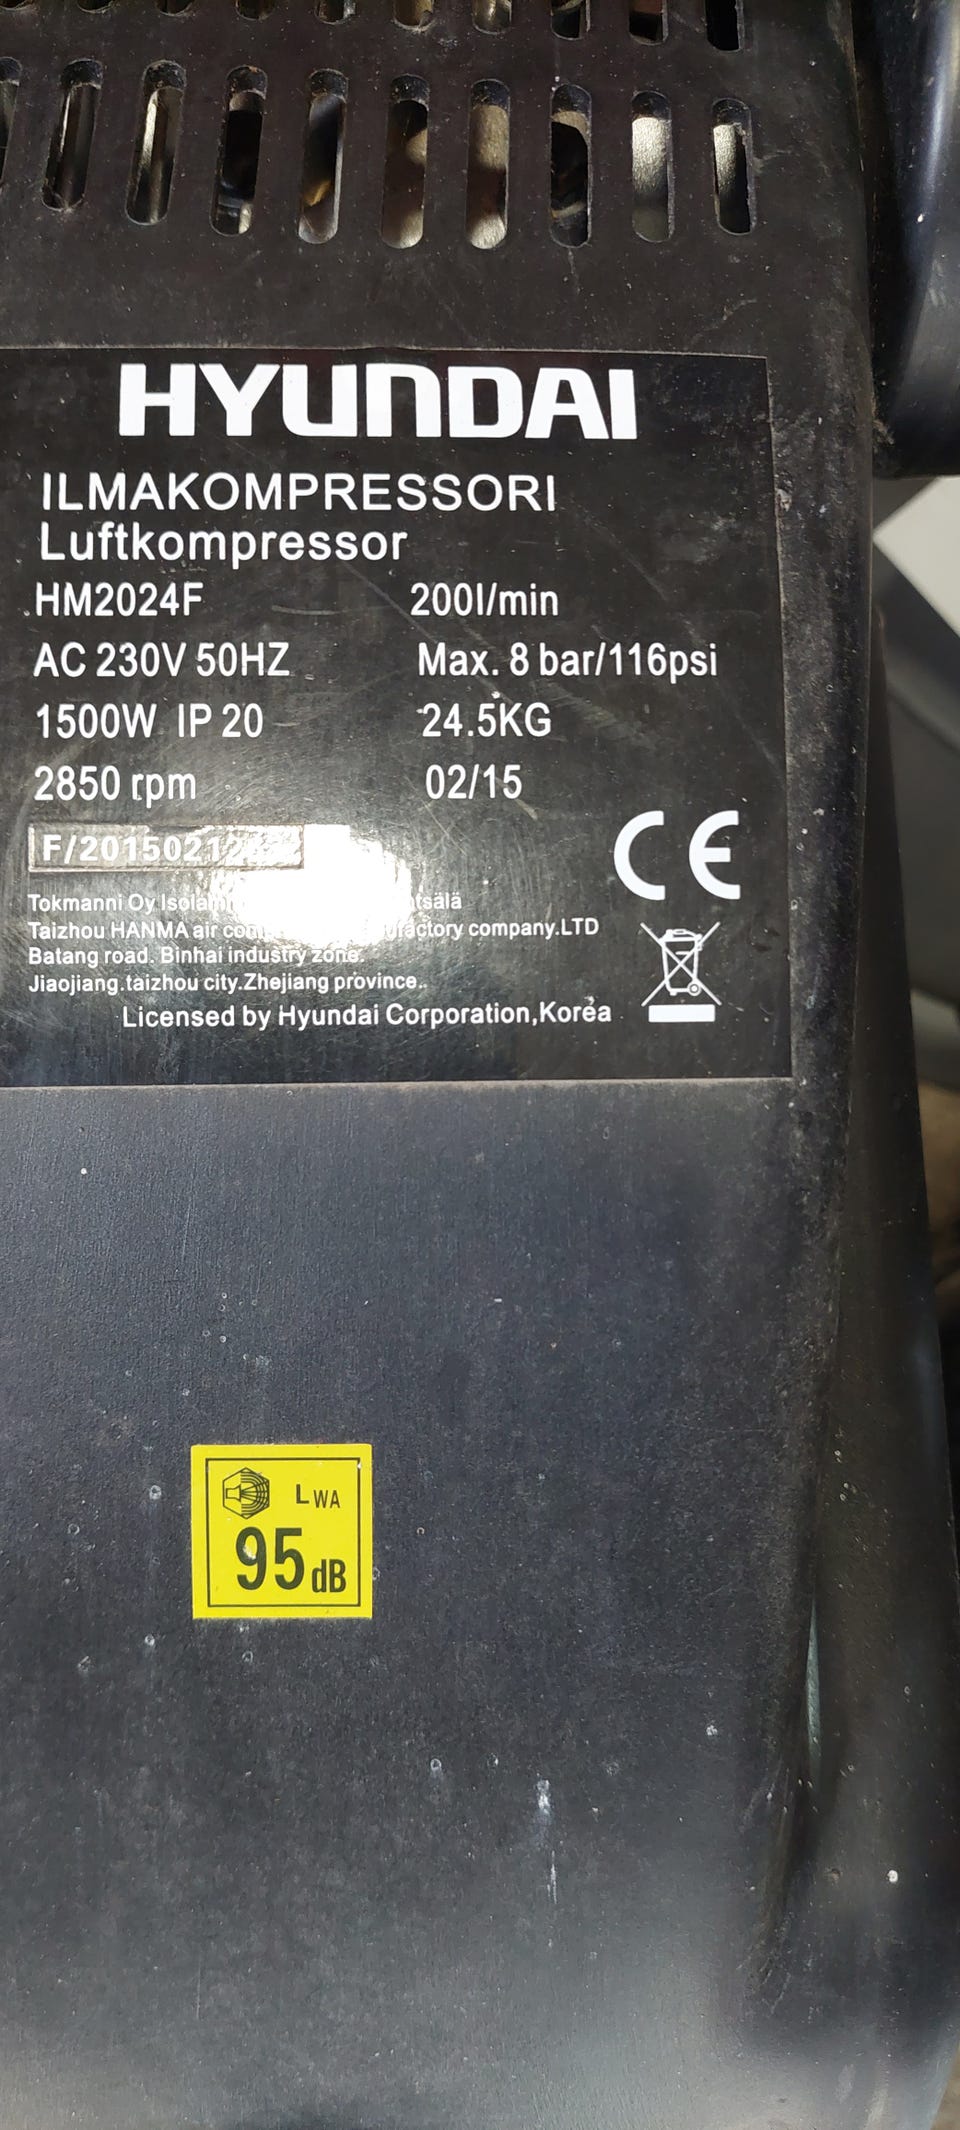 HYUNDAI
ILMAKOMPRESSORI
Luftkompressor
HM2024F 200l/min
AC 230V 50HZ Max. 8 bar/116psi
1500W IP 20 24.5KG
2850 rpm 02/15
CE
Tokmanni Oy
Taizhou HANMA air company.LTD
Batang road. Binhai industry zone.
Jiaojiang.taizhou city.Zhejiang province..
Licensed by Hyundai Corporation,Korea
LWA
95 dB